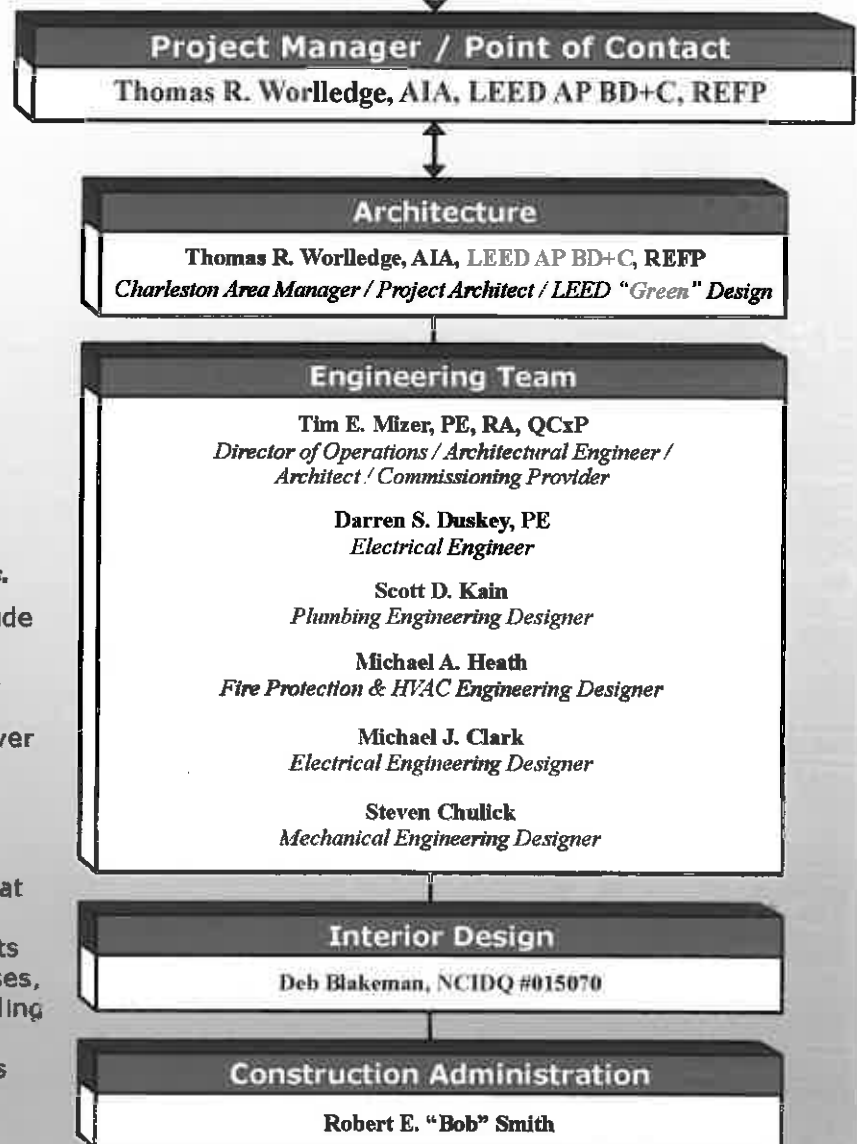 Project Manager / Point of Contact
Thomas R. Worlledge, AIA, LEED AP BD+C, REFP
Architecture
Thomas R. Worlledge, AIA, LEED AP BD+C, REFP
Charleston Area Manager / Project Architect / LEED "Green" Design
Engineering Team
Tim E. Mizer, PE, RA, QCxP
Director of Operations / Architectural Engineer /
Architect / Commissioning Provider
Darren S. Duskey, PE
Electrical Engineer
Scott D. Kain
Plumbing Engineering Designer
Michael A. Heath
Fire Protection & HVAC Engineering Designer
Michael J. Clark
Electrical Engineering Designer
Steven Chulick
Mechanical Engineering Designer
Interior Design
Deb Blakeman, NCIDQ #015070
Construction Administration
Robert E. "Bob" Smith